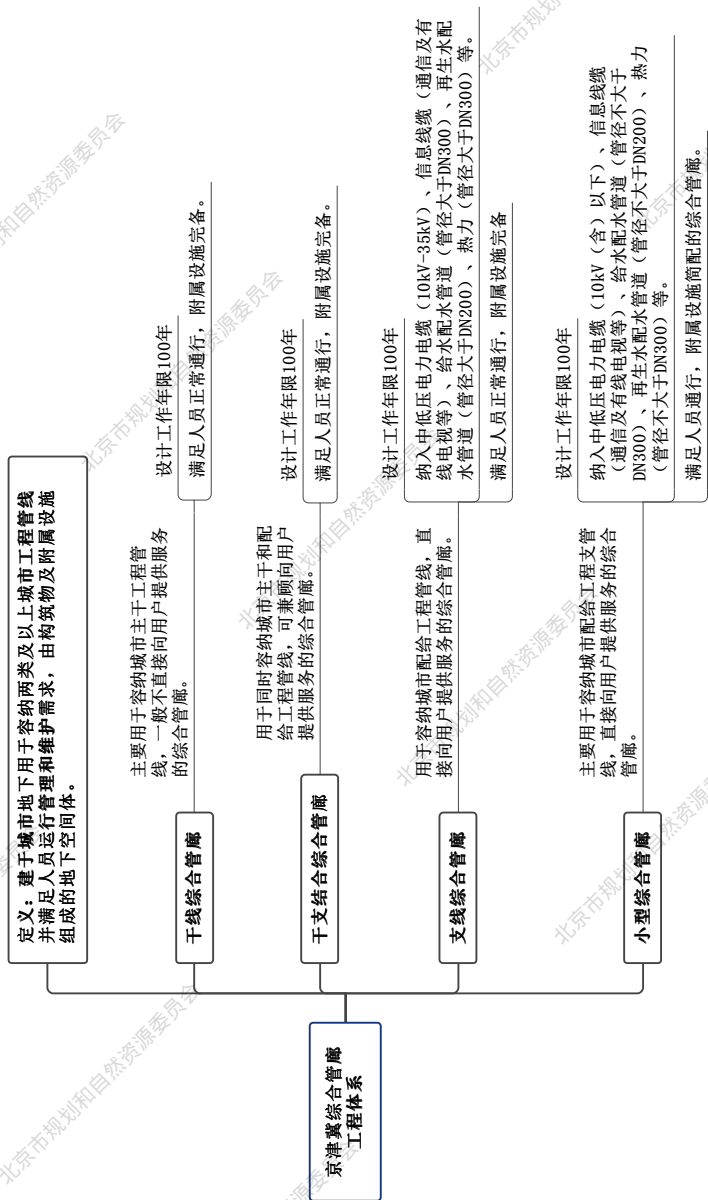 京津冀综合管廊
工程体系
定义：建于城市地下用于容纳两类及以上城市工程管线
并满足人员运行管理和维护需求，由构筑物及附属设施
组成的地下空间体。
干线综合管廊
主要用于容纳城市主干工程管
线，一般不直接向用户提供服务
的综合管廊。
设计工作年限100年
满足人员正常通行，附属设施完备。
干支结合综合管廊
用于同时容纳城市主干和配
给工程管线，可兼顾向用户
提供服务的综合管廊。
设计工作年限100年
满足人员正常通行，附属设施完备。
支线综合管廊
用于容纳城市配给工程管线，直
接向用户提供服务的综合管廊。
设计工作年限100年
纳入中低压电力电缆（10kV-35kV）、信息线缆（通信及有
线电视等）、给水配水管道（管径大于DN300）、再生水配
水管道（管径大于DN200）、热力（管径大于DN300）等。
满足人员正常通行，附属设施完备
小型综合管廊
主要用于容纳城市配给工程支管
线，直接向用户提供服务的综合
管廊。
设计工作年限100年
纳入中低压电力电缆（10kV（含）以下）、信息线缆
（通信及有线电视等）、给水配水管道（管径不大于
DN300）、再生水配水管道（管径不大于DN200）、热力
（管径不大于DN300）等。
满足人员通行，附属设施简配的综合管廊。
北京市规划和自然资源委员会